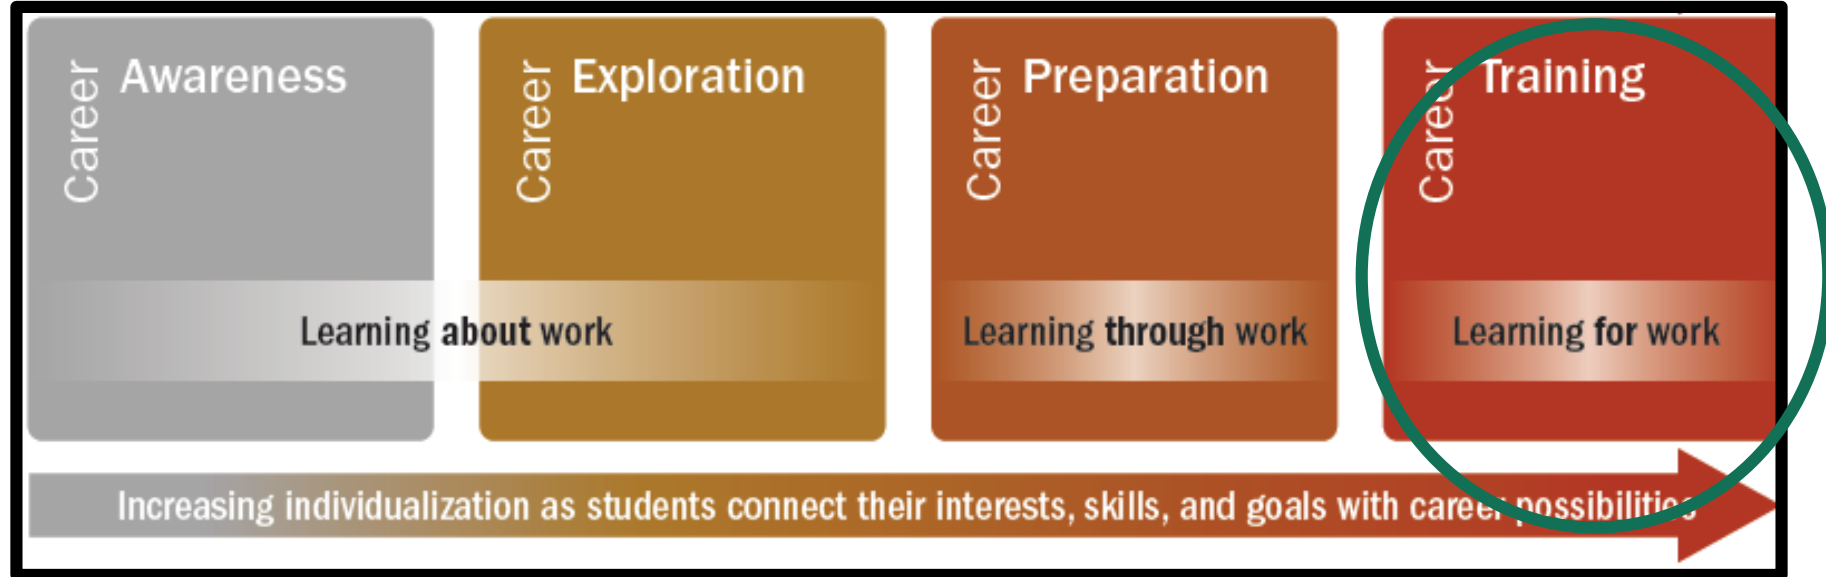 Career Awareness
Career Exploration
Career Preparation
Career Training
Learning about work
Learning through work
Learning for work
Increasing individualization as students connect their interests, skills, and goals with career possibilities